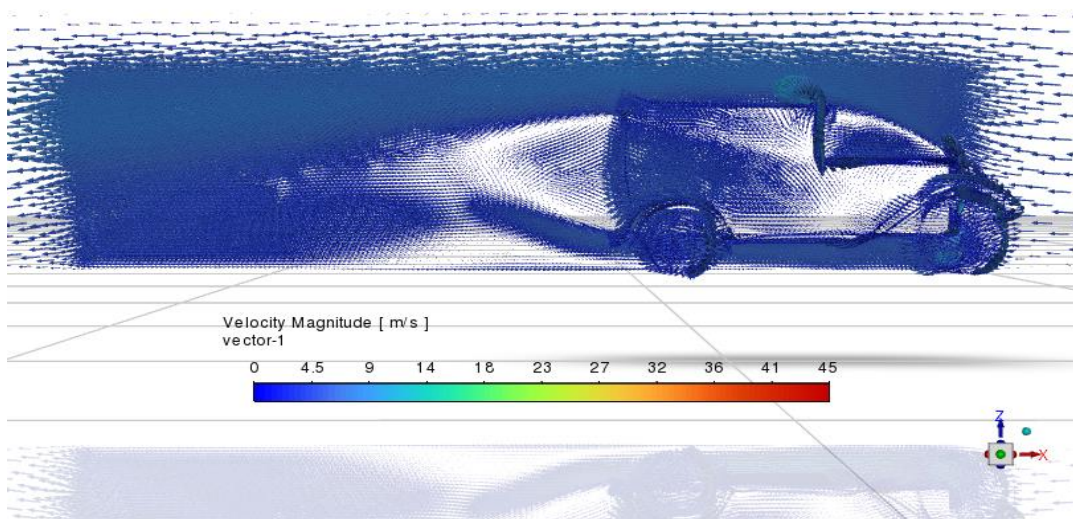 Velocity Magnitude [ m/s ]
vector-1
0 4.5 9 14 18 23 27 32 36 41 45
Z
X